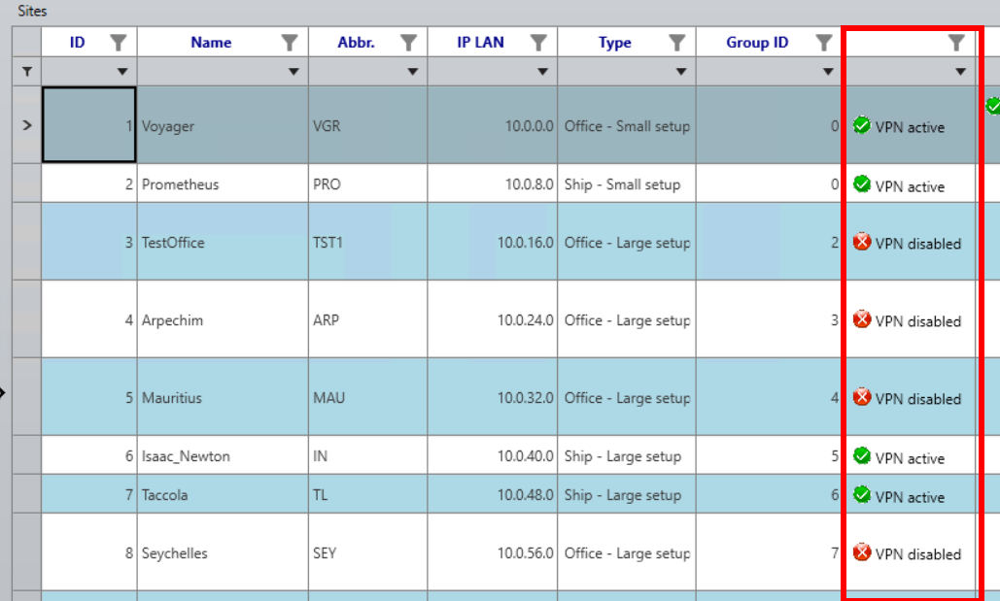 Sites
ID Name Abbr. IP LAN Type Group ID
1 Voyager VGR 10.0.0.0 Office - Small setup 0 VPN active
2 Prometheus PRO 10.0.8.0 Ship - Small setup 0 VPN active
3 TestOffice TST1 10.0.16.0 Office - Large setup 2 VPN disabled
4 Arpechim ARP 10.0.24.0 Office - Large setup 3 VPN disabled
5 Mauritius MAU 10.0.32.0 Office - Large setup 4 VPN disabled
6 Isaac_Newton IN 10.0.40.0 Ship - Large setup 5 VPN active
7 Taccola TL 10.0.48.0 Ship - Large setup 6 VPN active
8 Seychelles SEY 10.0.56.0 Office - Large setup 7 VPN disabled